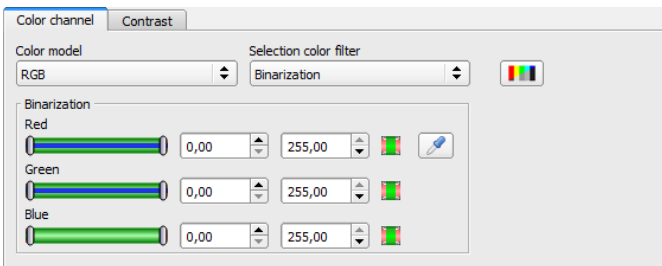 Color channel Contrast
Color model Selection color filter
RGB Binarization
Binarization
Red
0,00 255,00
Green
0,00 255,00
Blue
0,00 255,00